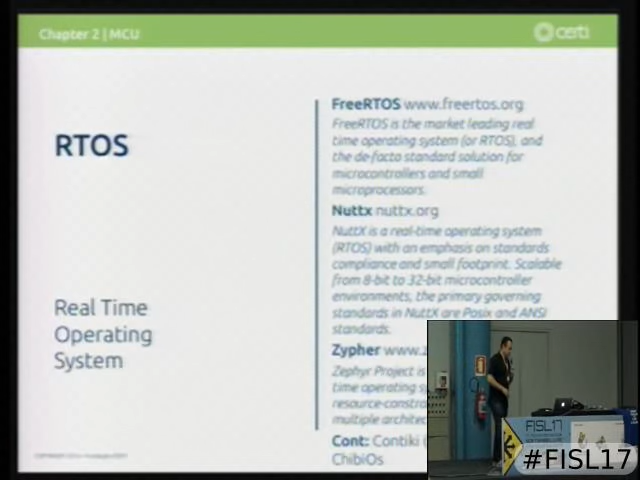 Chapter 2 | MCU
certi
RTOS
Real Time
Operating
System
FreeRTOS www.freertos.org
FreeRTOS is the market leading real
time operating system (or RTOS), and
the de-facto standard solution for
microcontrollers and small
microprocessors.
Nuttx nuttx.org
NuttX is a real-time operating system
(RTOS) with an emphasis on standards
compliance and small footprint. Scalable
from 8-bit to 32-bit microcontroller
environments, the primary governing
standards in NuttX are Posix and ANSI
standards.
Zypher www.z
Zephyr Project is
time operating s
resource-constra
multiple architec
Cont: Contiki (
ChibiOs
FISL17
#FISL17